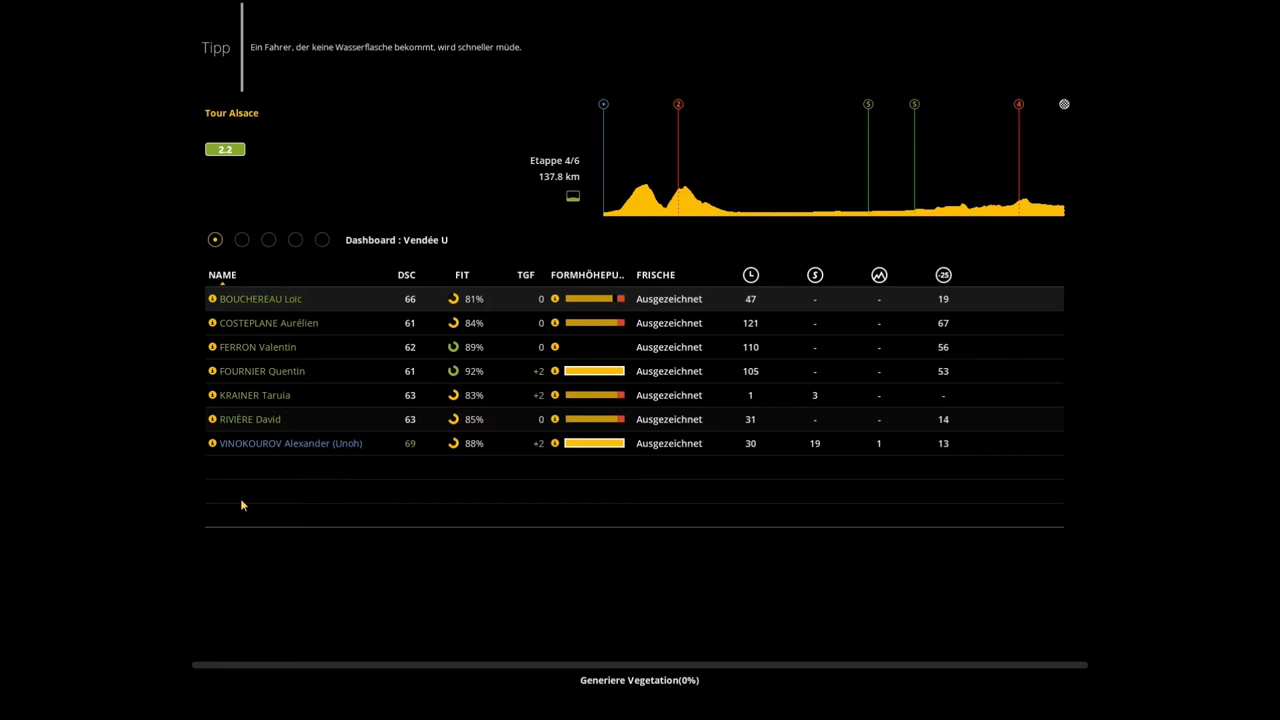 Tipp
Ein Fahrer, der keine Wasserflasche bekommt, wird schneller müde.
Tour Alsace
2.2
Etappe 4/6
137.8 km
2
S
S
4
Dashboard : Vendée U
NAME DSC FIT TGF FORMHÖHEPU.. FRISCHE S -25
BOUCHEREAU Loïc 66 81% 0 Ausgezeichnet 47 - - 19
COSTEPLANE Aurélien 61 84% 0 Ausgezeichnet 121 - - 67
FERRON Valentin 62 89% 0 Ausgezeichnet 110 - - 56
FOURNIER Quentin 61 92% +2 Ausgezeichnet 105 - - 53
KRAINER Taruia 63 83% +2 Ausgezeichnet 1 3 - -
RIVIÈRE David 63 85% 0 Ausgezeichnet 31 - - 14
VINOKOUROV Alexander (Unoh) 69 88% +2 Ausgezeichnet 30 19 1 13
Generiere Vegetation(0%)